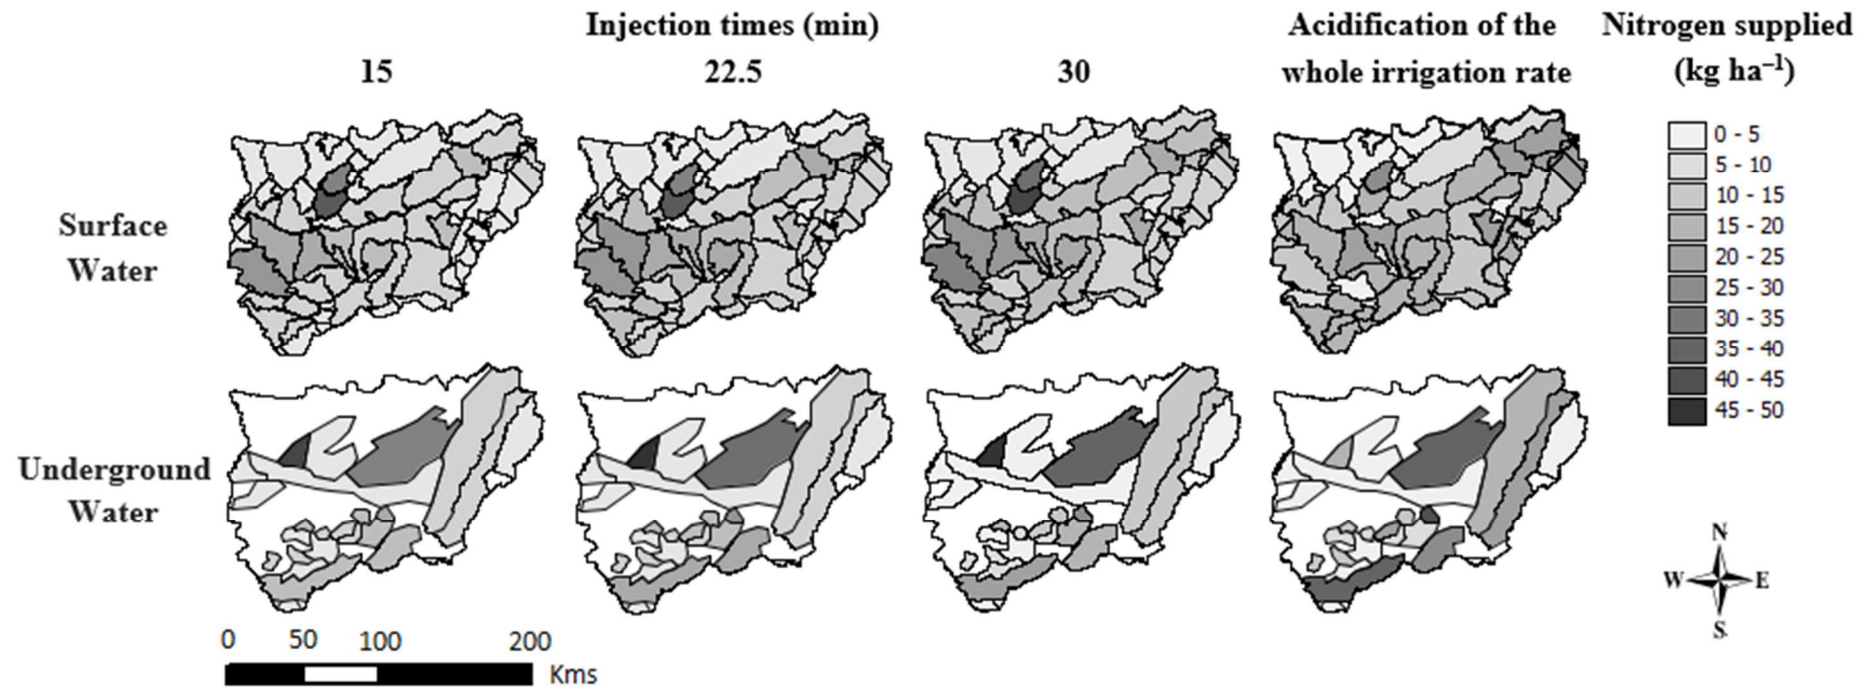 Injection times (min)
Acidification of the
whole irrigation rate
Nitrogen supplied
(kg ha⁻¹)
15
22.5
30
0 - 5
5 - 10
10 - 15
15 - 20
20 - 25
25 - 30
30 - 35
35 - 40
40 - 45
45 - 50
Surface
Water
Underground
Water
N
W
E
S
0
50
100
200
Kms